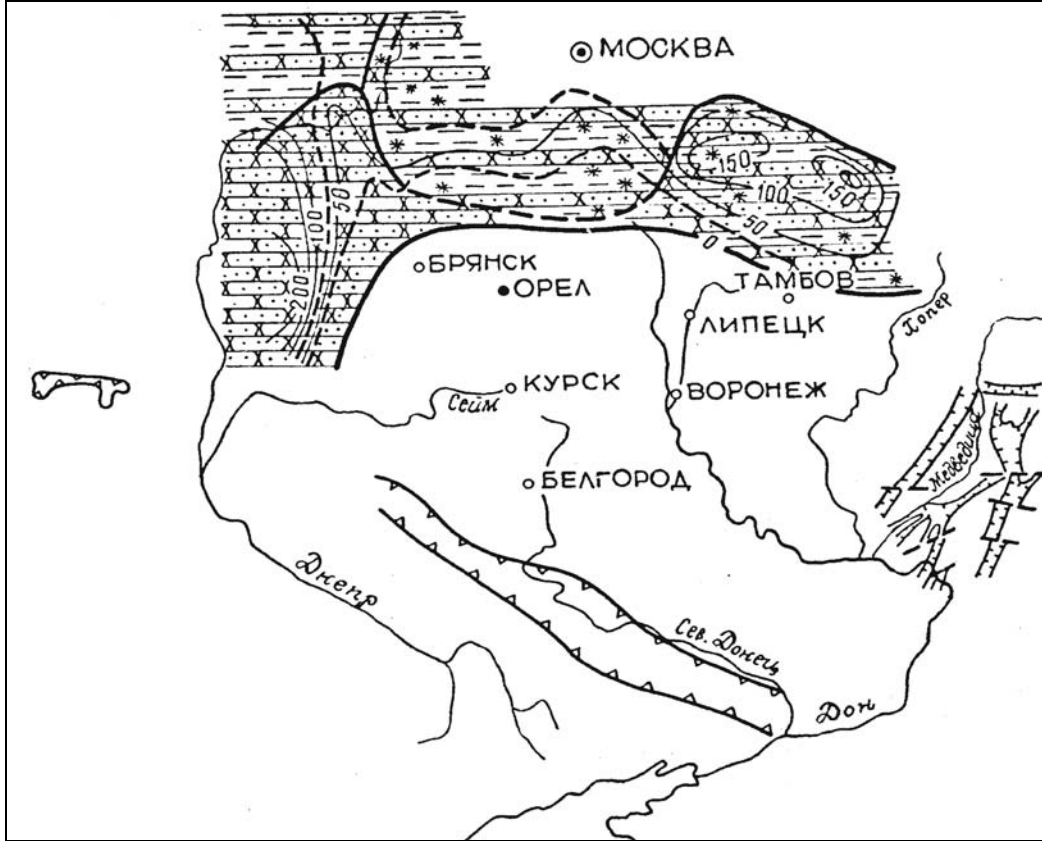 МОСКВА
150
100
150
50
0
100
50
200
БРЯНСК
ОРЕЛ
ТАМБОВ
ЛИПЕЦК
Хопер
КУРСК
Сейм
ВОРОНЕЖ
Медведица
БЕЛГОРОД
Днепр
Сев. Донец
Дон